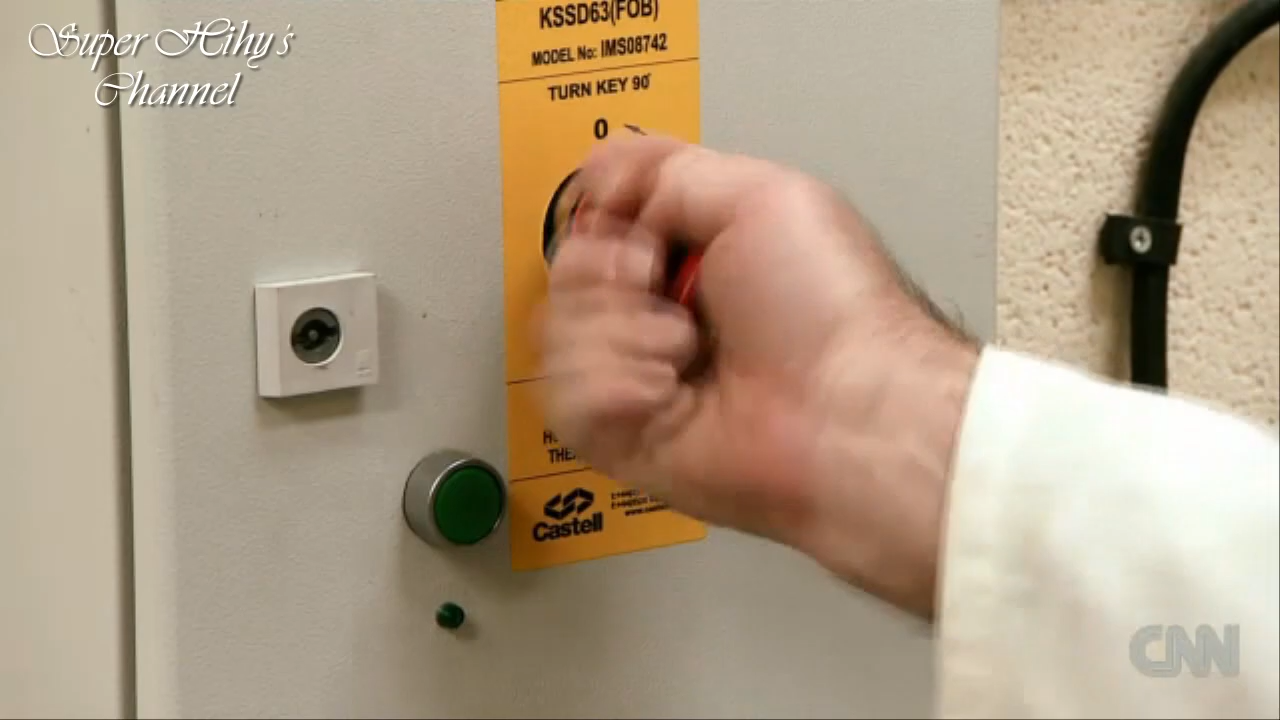 Super Hihy's
Channel
KSSD63(FOB)
MODEL No: IMS08742
TURN KEY 90°
0
Castell
CNN